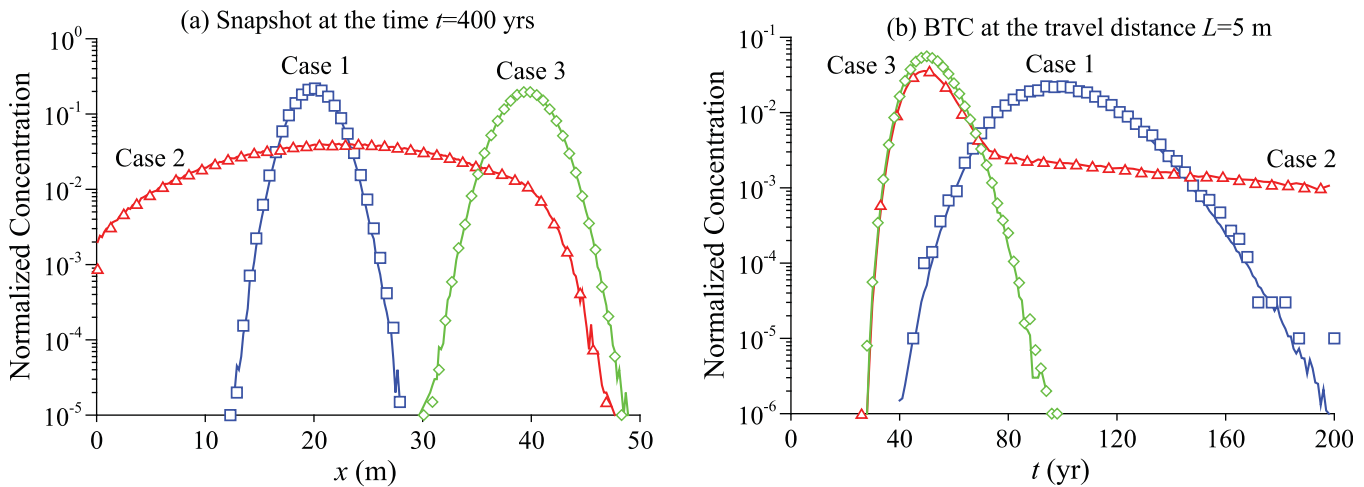 (a) Snapshot at the time t=400 yrs
Normalized Concentration
10^0
10^-1
10^-2
10^-3
10^-4
10^-5
Case 1
Case 2
Case 3
0 10 20 30 40 50
x (m)
(b) BTC at the travel distance L=5 m
Normalized Concentration
10^-1
10^-2
10^-3
10^-4
10^-5
10^-6
Case 3
Case 1
Case 2
0 40 80 120 160 200
t (yr)